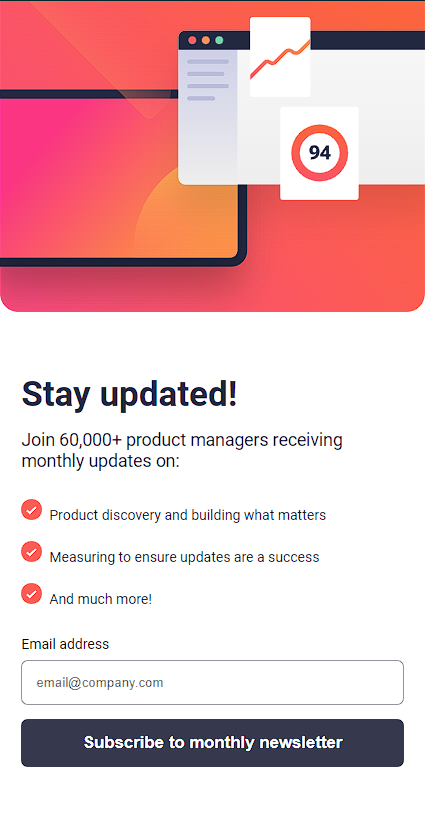 94
Stay updated!
Join 60,000+ product managers receiving
monthly updates on:
Product discovery and building what matters
Measuring to ensure updates are a success
And much more!
Email address
email@company.com
Subscribe to monthly newsletter